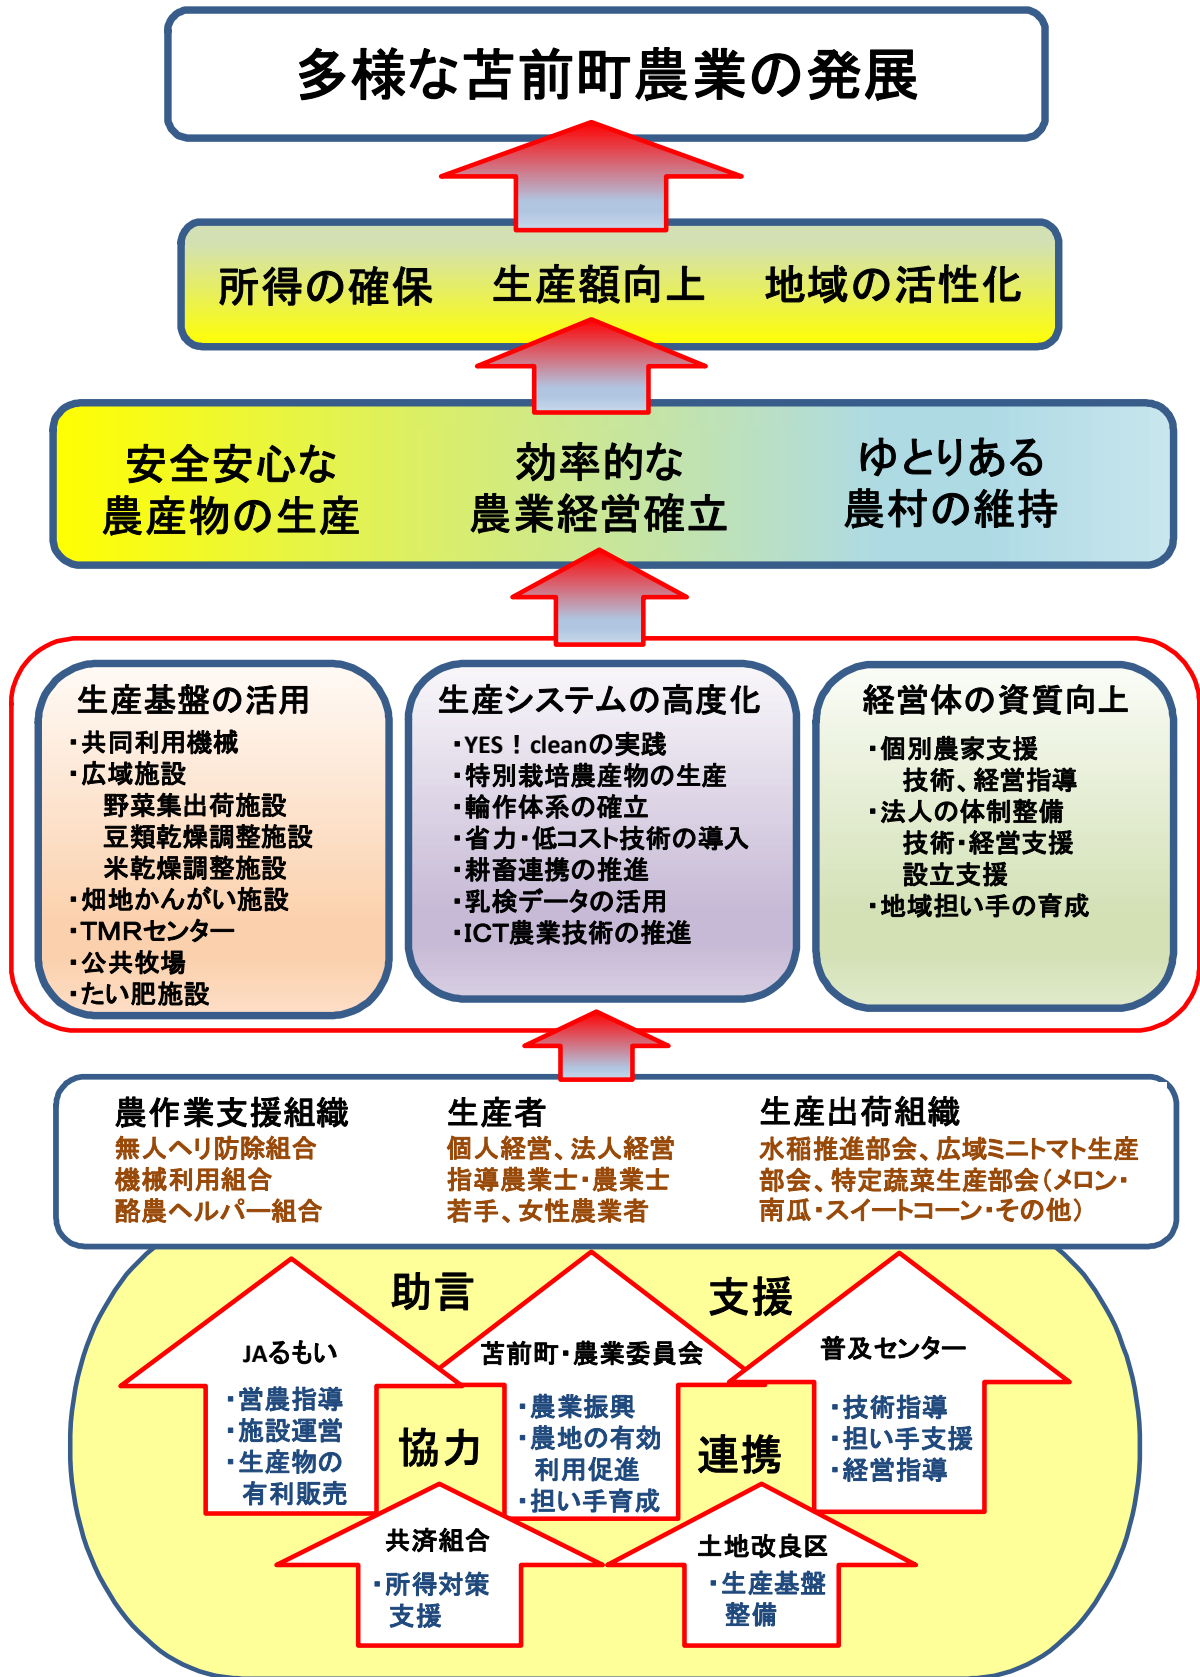 多様な苫前町農業の発展
所得の確保　生産額向上　地域の活性化
安全安心な
農産物の生産
効率的な
農業経営確立
ゆとりある
農村の維持
生産基盤の活用
・共同利用機械
・広域施設
野菜集出荷施設
豆類乾燥調整施設
米乾燥調整施設
・畑地かんがい施設
・TMRセンター
・公共牧場
・たい肥施設
生産システムの高度化
・YES！cleanの実践
・特別栽培農産物の生産
・輪作体系の確立
・省力・低コスト技術の導入
・耕畜連携の推進
・乳検データの活用
・ICT農業技術の推進
経営体の資質向上
・個別農家支援
技術、経営指導
・法人の体制整備
技術・経営支援
設立支援
・地域担い手の育成
農作業支援組織
無人ヘリ防除組合
機械利用組合
酪農ヘルパー組合
生産者
個人経営、法人経営
指導農業士・農業士
若手、女性農業者
生産出荷組織
水稲推進部会、広域ミニトマト生産
部会、特定蔬菜生産部会（メロン・
南瓜・スイートコーン・その他）
助言
支援
JAるもい
・営農指導
・施設運営
・生産物の
有利販売
苫前町・農業委員会
・農業振興
・農地の有効
利用促進
・担い手育成
普及センター
・技術指導
・担い手支援
・経営指導
協力
連携
共済組合
・所得対策
支援
土地改良区
・生産基盤
整備